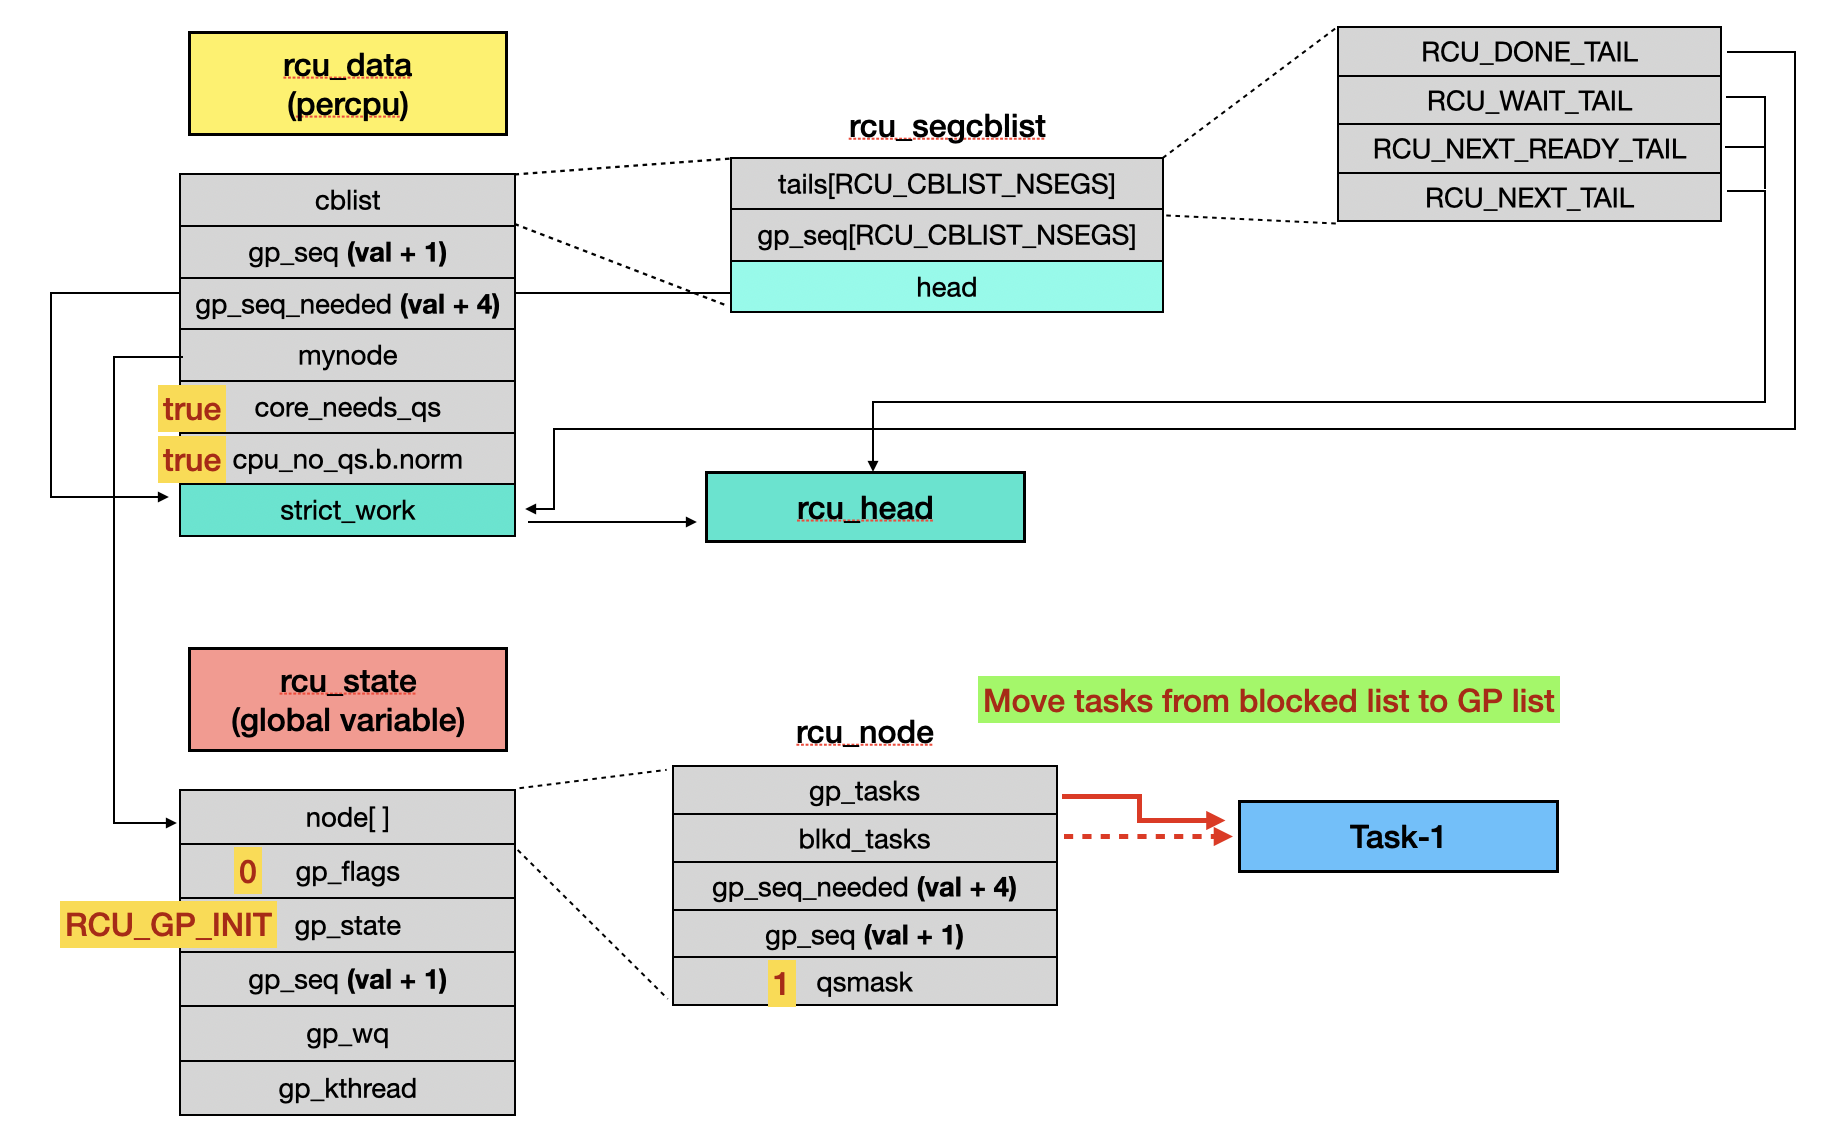 rcu_data
(percpu)
cblist
gp_seq (val + 1)
gp_seq_needed (val + 4)
mynode
true core_needs_qs
true cpu_no_qs.b.norm
strict_work
rcu_segcblist
tails[RCU_CBLIST_NSEGS]
gp_seq[RCU_CBLIST_NSEGS]
head
RCU_DONE_TAIL
RCU_WAIT_TAIL
RCU_NEXT_READY_TAIL
RCU_NEXT_TAIL
rcu_head
rcu_state
(global variable)
node[ ]
0 gp_flags
RCU_GP_INIT gp_state
gp_seq (val + 1)
gp_wq
gp_kthread
rcu_node
gp_tasks
blkd_tasks
gp_seq_needed (val + 4)
gp_seq (val + 1)
1 qsmask
Move tasks from blocked list to GP list
Task-1